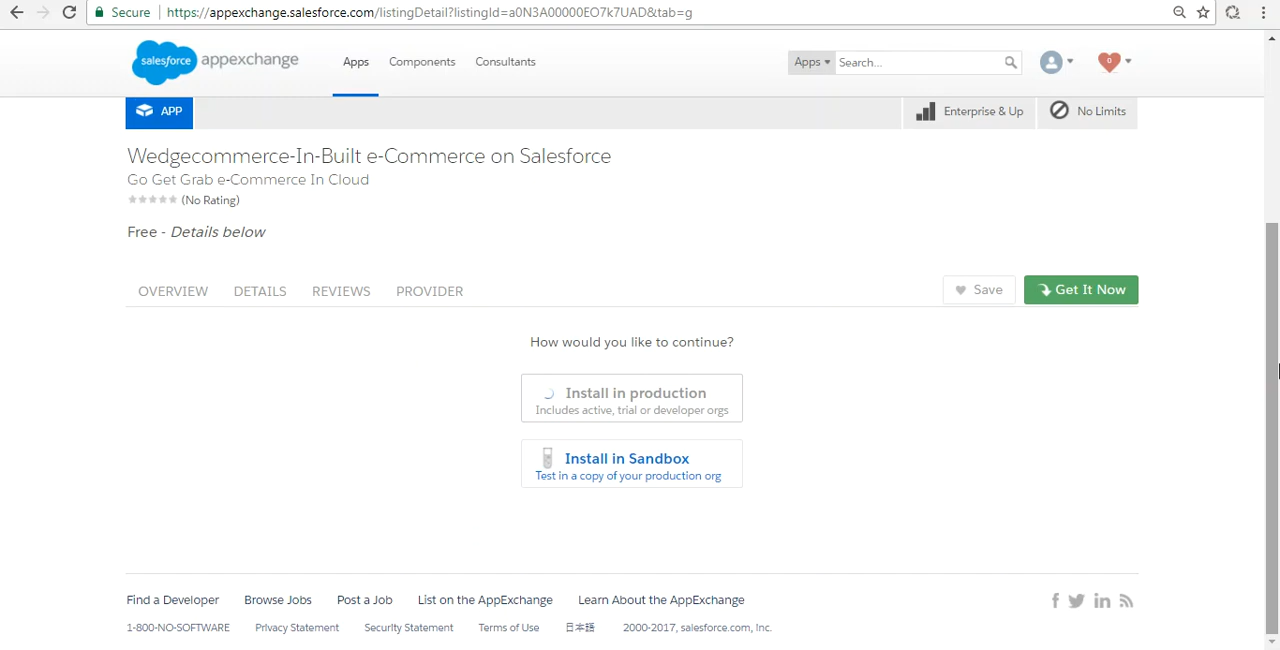 Secure https://appexchange.salesforce.com/listingDetail?listingId=a0N3A00000EO7k7UAD&tab=g
salesforce appexchange Apps Components Consultants Apps Search... 0
APP Enterprise & Up No Limits
Wedgecommerce-In-Built e-Commerce on Salesforce
Go Get Grab e-Commerce In Cloud
(No Rating)
Free - Details below
OVERVIEW DETAILS REVIEWS PROVIDER Save Get It Now
How would you like to continue?
Install in production
Includes active, trial or developer orgs
Install in Sandbox
Test in a copy of your production org
Find a Developer Browse Jobs Post a Job List on the AppExchange Learn About the AppExchange
1-800-NO-SOFTWARE Privacy Statement Security Statement Terms of Use 日本語 2000-2017, salesforce.com, inc.